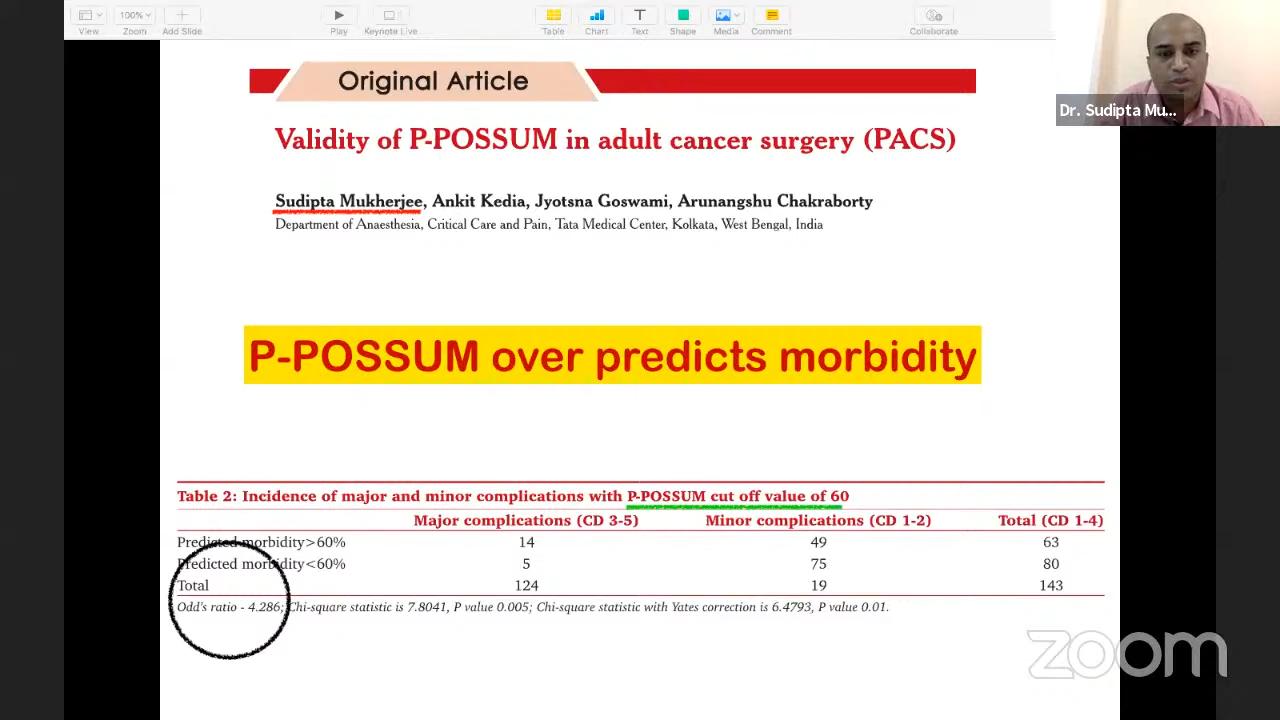 100%
View
Zoom
Add Slide
Play
Keynote Live
Table
Chart
Text
Shape
Media
Comment
Collaborate
Dr. Sudipta Mu...
Original Article
Validity of P-POSSUM in adult cancer surgery (PACS)
Sudipta Mukherjee, Ankit Kedia, Jyotsna Goswami, Arunangshu Chakraborty
Department of Anaesthesia, Critical Care and Pain, Tata Medical Center, Kolkata, West Bengal, India
P-POSSUM over predicts morbidity
Table 2: Incidence of major and minor complications with P-POSSUM cut off value of 60
Major complications (CD 3-5) Minor complications (CD 1-2) Total (CD 1-4)
Predicted morbidity>60% 14 49 63
Predicted morbidity<60% 5 75 80
Total 124 19 143
Odd's ratio - 4.286; Chi-square statistic is 7.8041, P value 0.005; Chi-square statistic with Yates correction is 6.4793, P value 0.01.
zoom